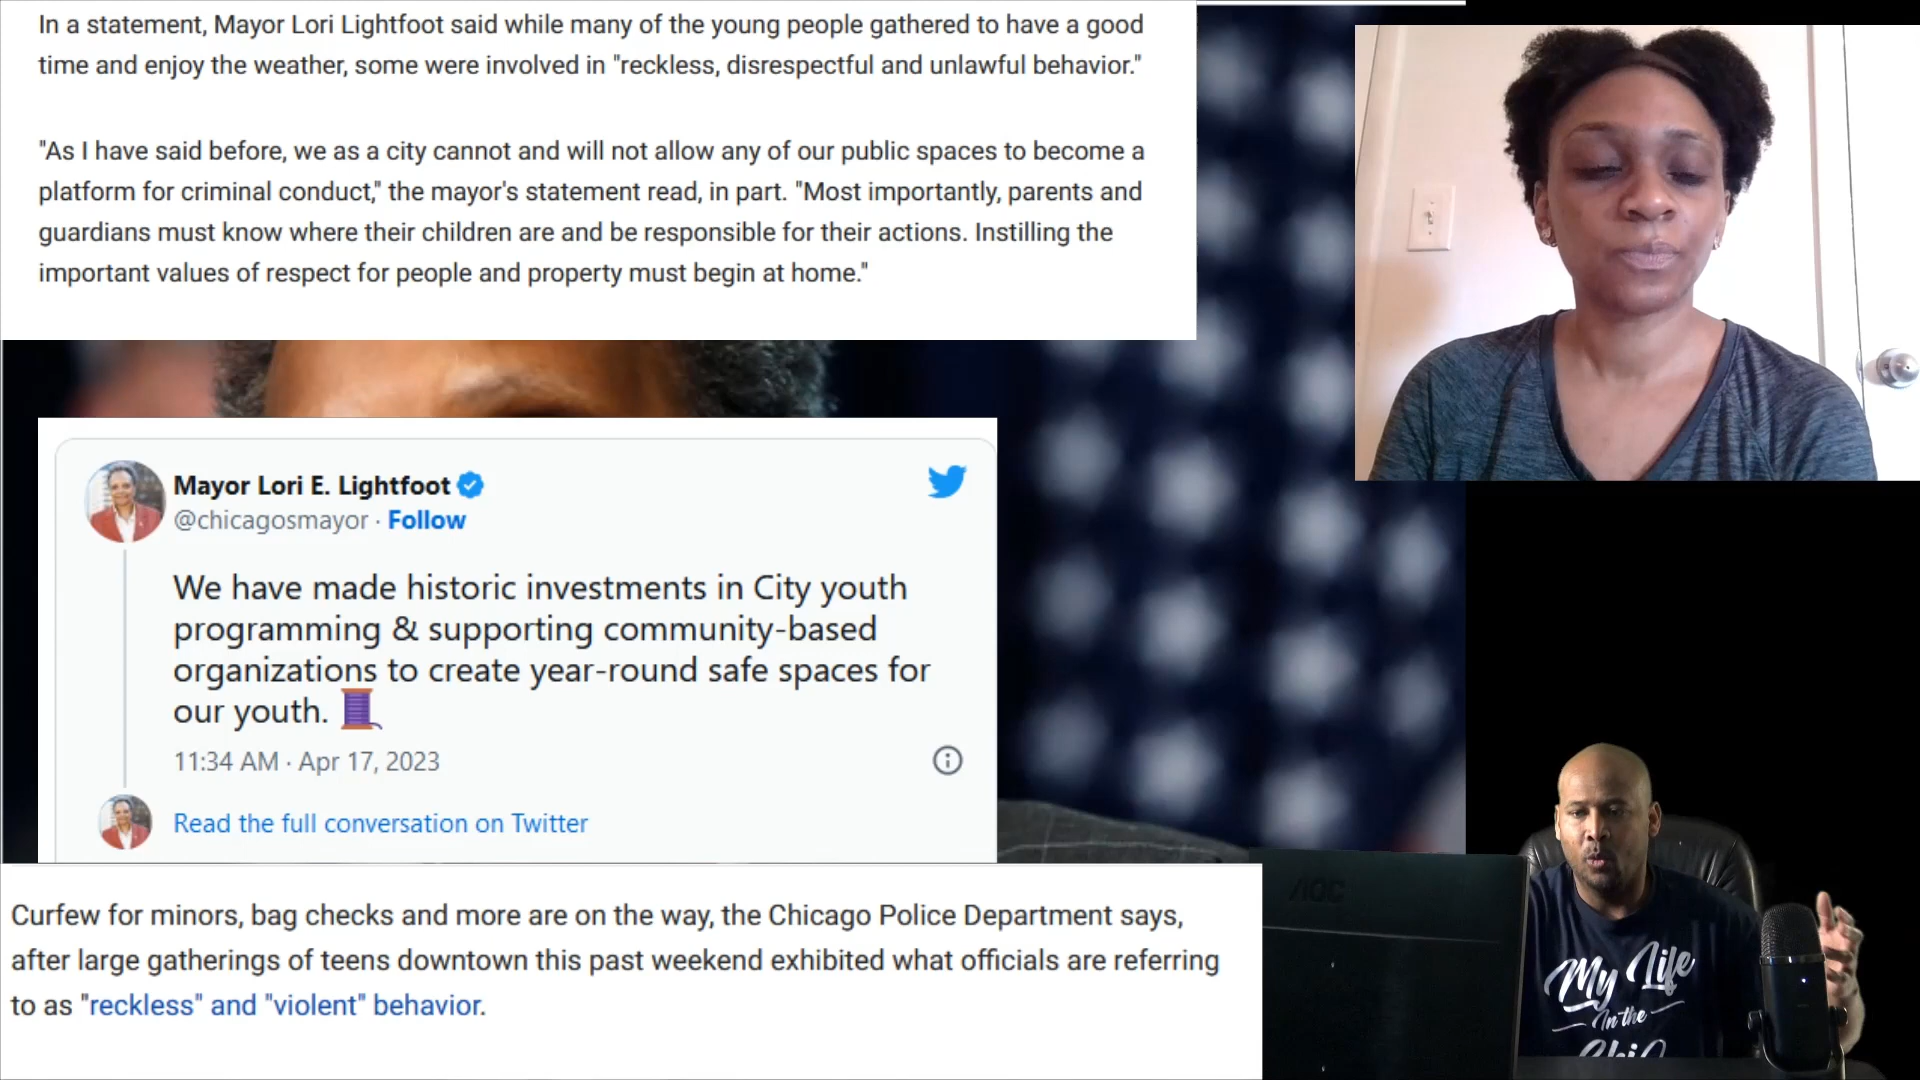 In a statement, Mayor Lori Lightfoot said while many of the young people gathered to have a good
time and enjoy the weather, some were involved in "reckless, disrespectful and unlawful behavior."
"As I have said before, we as a city cannot and will not allow any of our public spaces to become a
platform for criminal conduct," the mayor's statement read, in part. "Most importantly, parents and
guardians must know where their children are and be responsible for their actions. Instilling the
important values of respect for people and property must begin at home."
Mayor Lori E. Lightfoot
@chicagosmayor · Follow
We have made historic investments in City youth
programming & supporting community-based
organizations to create year-round safe spaces for
our youth. 🧵
11:34 AM · Apr 17, 2023
Read the full conversation on Twitter
Curfew for minors, bag checks and more are on the way, the Chicago Police Department says,
after large gatherings of teens downtown this past weekend exhibited what officials are referring
to as "reckless" and "violent" behavior.
AOC
My Life
In the
Chi